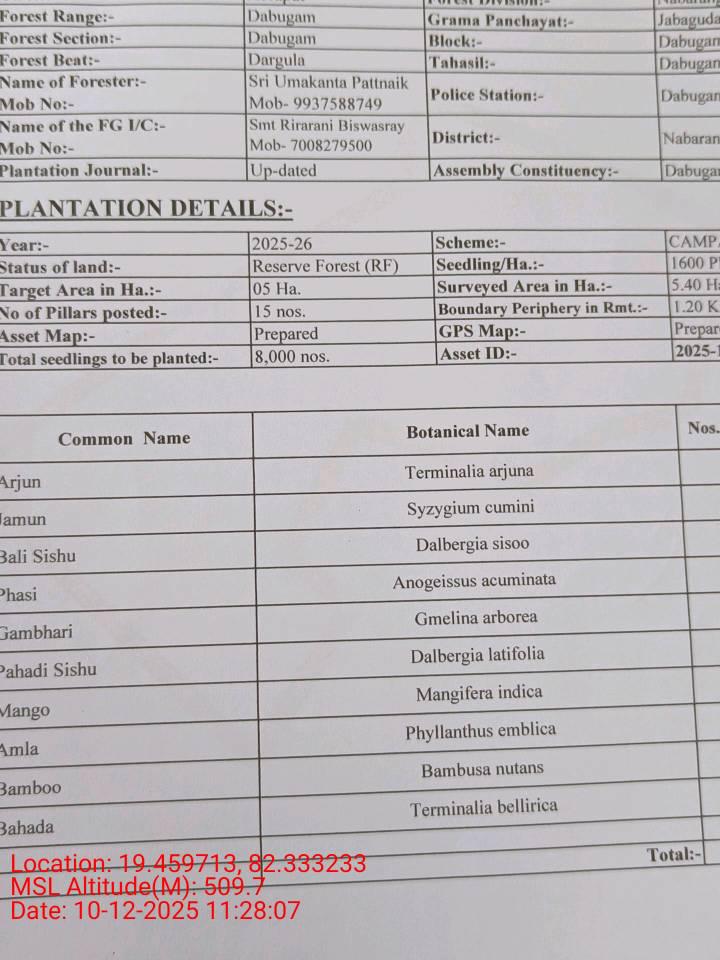 Forest Range:- Dabugam Grama Panchayat:- Jabaguda
Forest Section:- Dabugam Block:- Dabugam
Forest Beat:- Dargula Tahasil:- Dabugam
Name of Forester:- Sri Umakanta Pattnaik Police Station:- Dabugam
Mob No:- Mob- 9937588749
Name of the FG I/C:- Smt Rirarani Biswasray District:- Nabaran
Mob No:- Mob- 7008279500
Plantation Journal:- Up-dated Assembly Constituency:- Dabugam
PLANTATION DETAILS:-
Year:- 2025-26 Scheme:- CAMPA
Status of land:- Reserve Forest (RF) Seedling/Ha.:- 1600 P
Target Area in Ha.:- 05 Ha. Surveyed Area in Ha.:- 5.40 Ha
No of Pillars posted:- 15 nos. Boundary Periphery in Rmt.:- 1.20 K
Asset Map:- Prepared GPS Map:- Prepare
Total seedlings to be planted:- 8,000 nos. Asset ID:- 2025-1
Common Name Botanical Name Nos.
Arjun Terminalia arjuna
Jamun Syzygium cumini
Bali Sishu Dalbergia sisoo
Phasi Anogeissus acuminata
Gambhari Gmelina arborea
Pahadi Sishu Dalbergia latifolia
Mango Mangifera indica
Amla Phyllanthus emblica
Bamboo Bambusa nutans
Bahada Terminalia bellirica
Total:-
Location: 19.459713, 82.333233
MSL Altitude(M): 509.7
Date: 10-12-2025 11:28:07